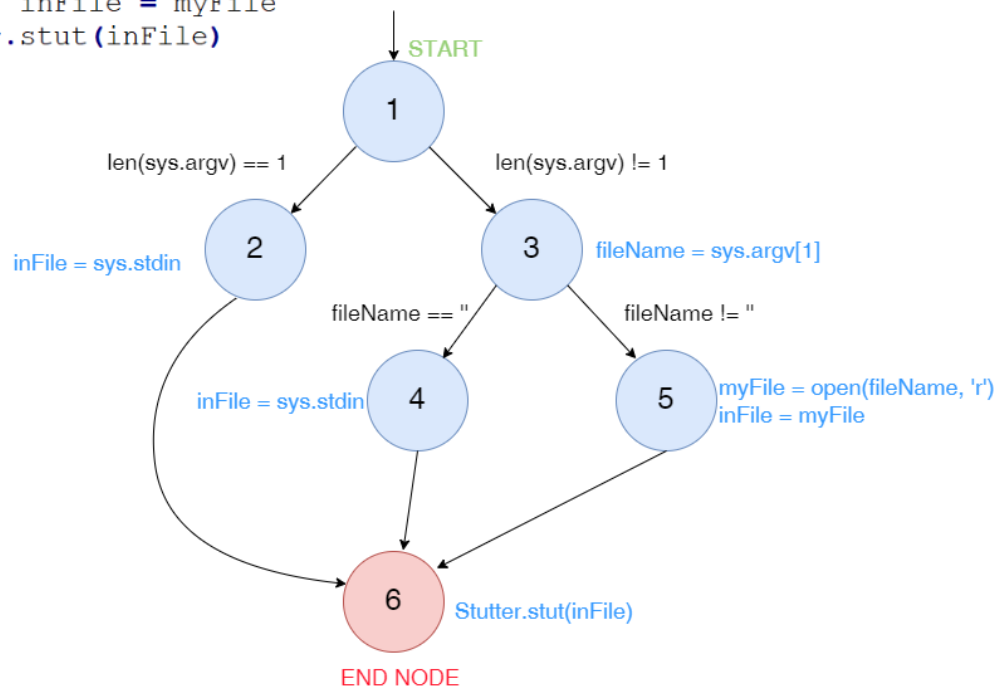 inFile = myFile
.stut(inFile)
START
1
len(sys.argv) == 1
len(sys.argv) != 1
2
3
inFile = sys.stdin
fileName = sys.argv[1]
fileName == ''
fileName != ''
4
5
inFile = sys.stdin
myFile = open(fileName, 'r')
inFile = myFile
6
Stutter.stut(inFile)
END NODE